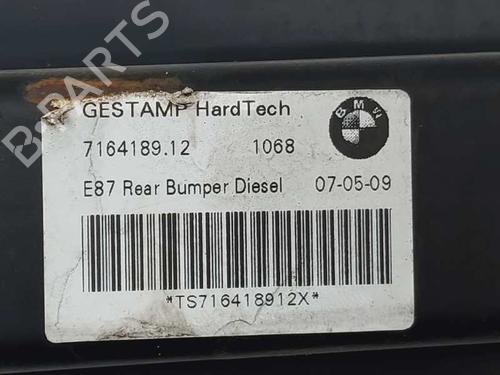 GESTAMP HardTech
7164189.12 1068
E87 Rear Bumper Diesel 07-05-09
*TS716418912X*
BMW
B-PARTS